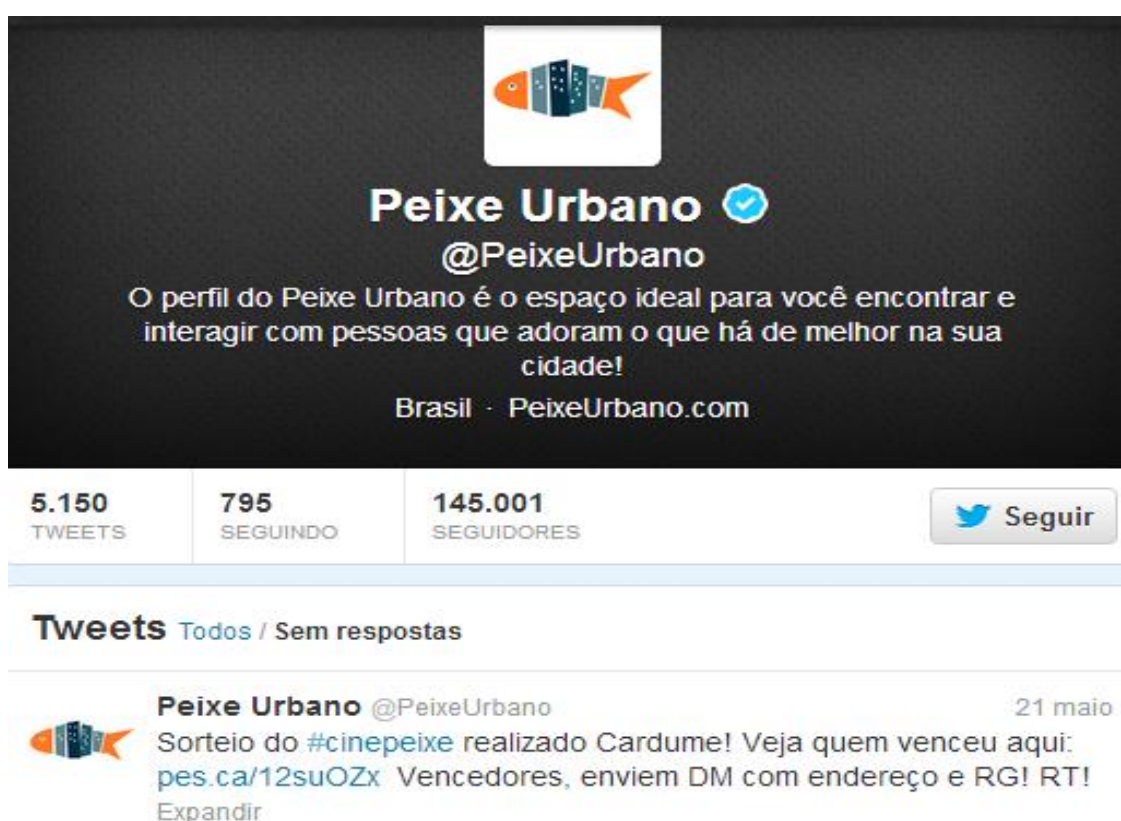 Peixe Urbano
@PeixeUrbano
O perfil do Peixe Urbano é o espaço ideal para você encontrar e
interagir com pessoas que adoram o que há de melhor na sua
cidade!
Brasil · PeixeUrbano.com
5.150 795 145.001
TWEETS SEGUINDO SEGUIDORES
Seguir
Tweets Todos / Sem respostas
Peixe Urbano @PeixeUrbano 21 maio
Sorteio do #cinepeixe realizado Cardume! Veja quem venceu aqui:
pes.ca/12suOZx Vencedores, enviem DM com endereço e RG! RT!
Expandir